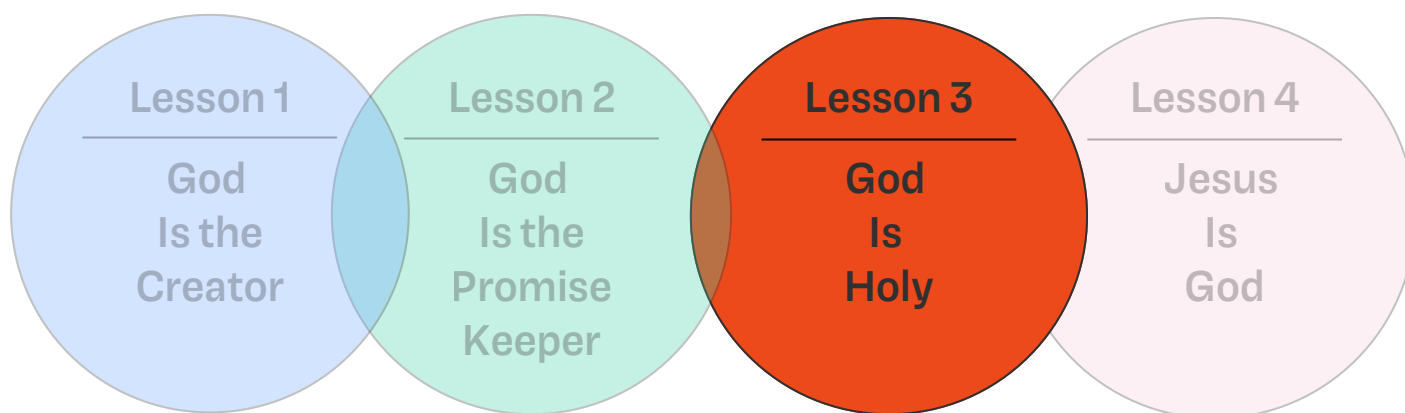 Lesson 1
God
Is the
Creator
Lesson 2
God
Is the
Promise
Keeper
Lesson 3
God
Is
Holy
Lesson 4
Jesus
Is
God